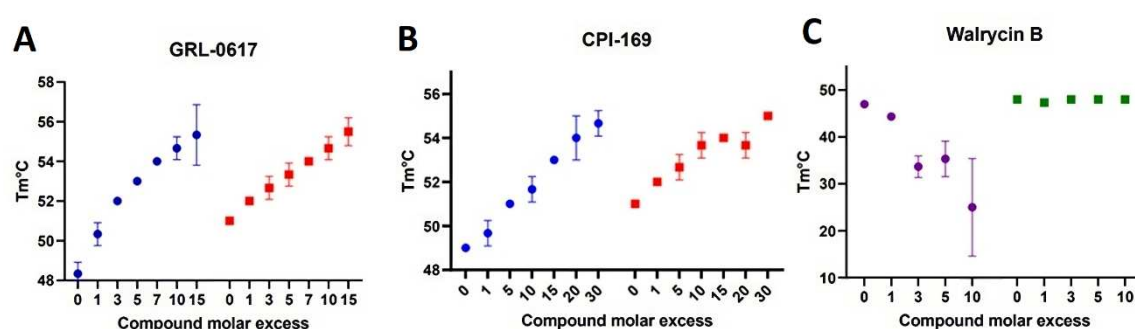 A
GRL-0617
Tm°C
58
56
54
52
50
48
0 1 3 5 7 10 15 0 1 3 5 7 10 15
Compound molar excess
B
CPI-169
Tm°C
56
54
52
50
48
0 1 5 10 15 20 30 0 1 5 10 15 20 30
Compound molar excess
C
Walrycin B
Tm°C
50
40
30
20
10
0 1 3 5 10 0 1 3 5 10
Compound molar excess